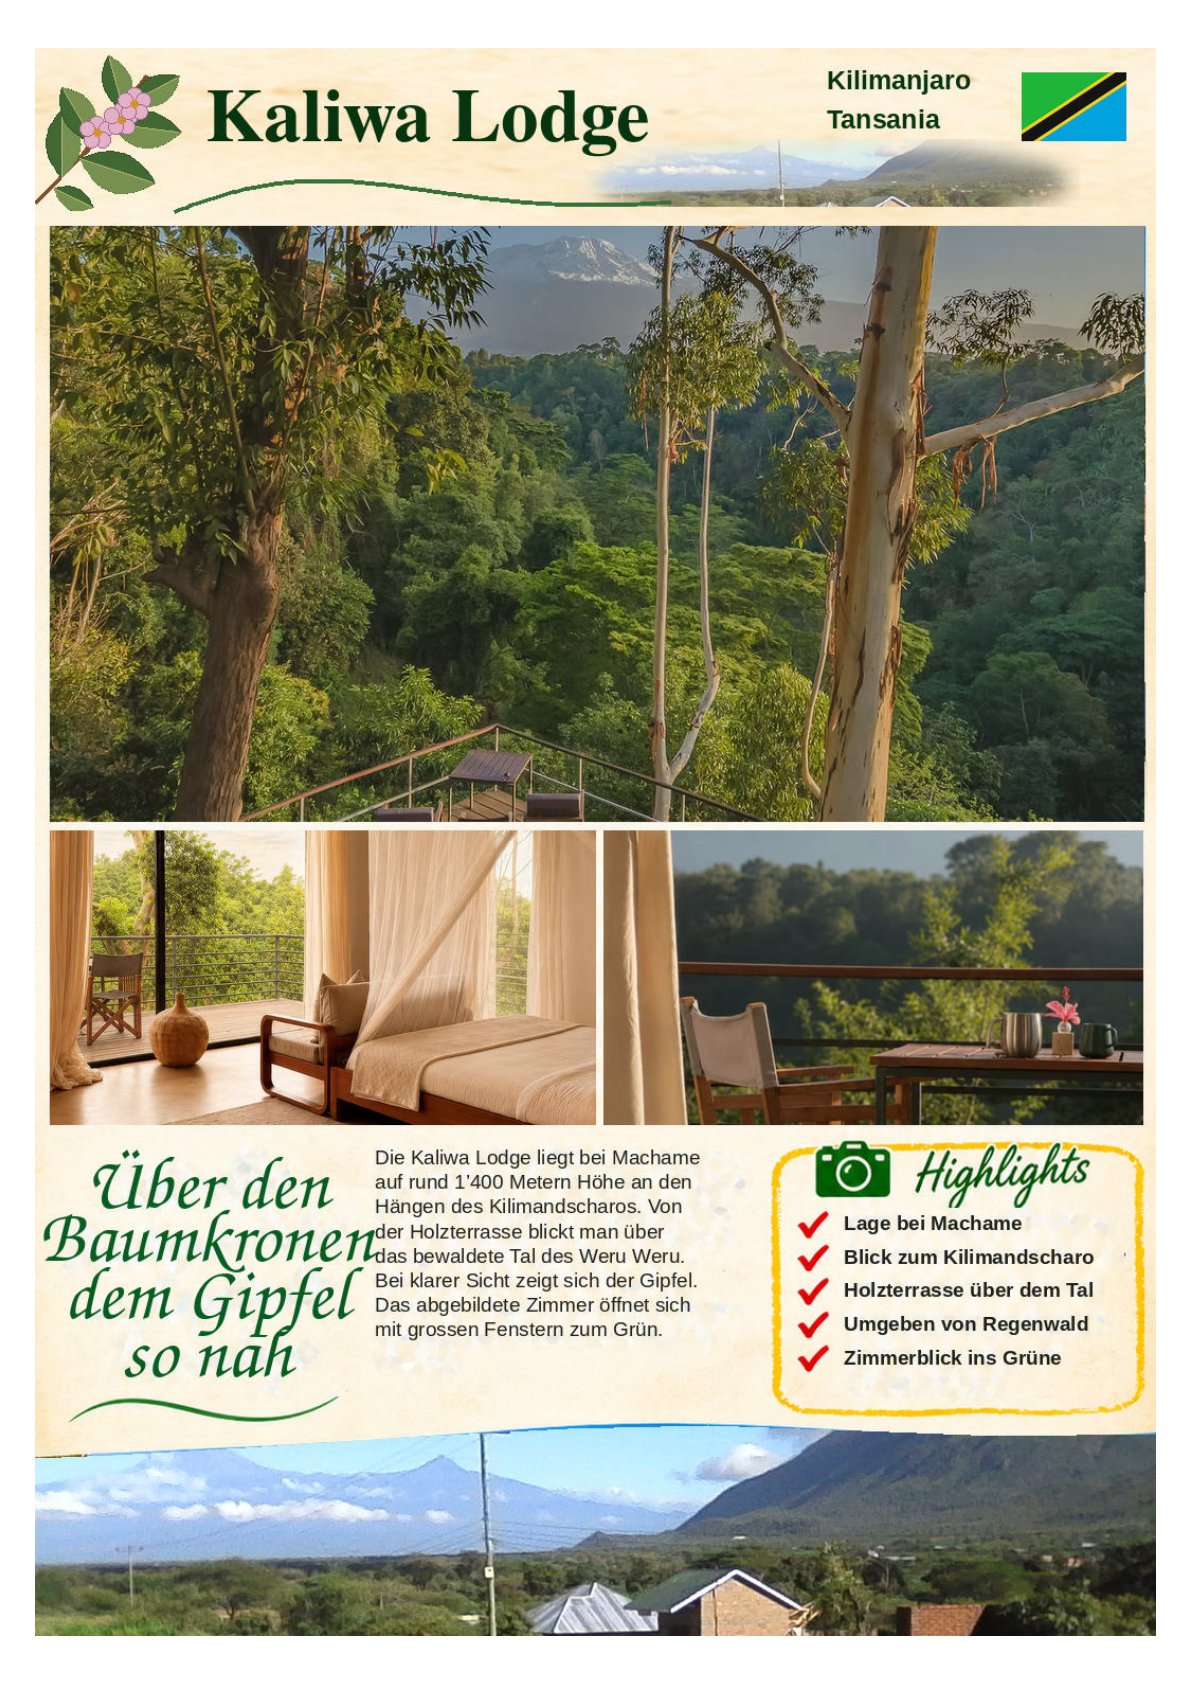 Kaliwa Lodge
Kilimanjaro
Tansania
Über den
Baumkronen
dem Gipfel
so nah
Die Kaliwa Lodge liegt bei Machame
auf rund 1’400 Metern Höhe an den
Hängen des Kilimandscharos. Von
der Holzterrasse blickt man über
das bewaldete Tal des Weru Weru.
Bei klarer Sicht zeigt sich der Gipfel.
Das abgebildete Zimmer öffnet sich
mit grossen Fenstern zum Grün.
Highlights
Lage bei Machame
Blick zum Kilimandscharo
Holzterrasse über dem Tal
Umgeben von Regenwald
Zimmerblick ins Grüne